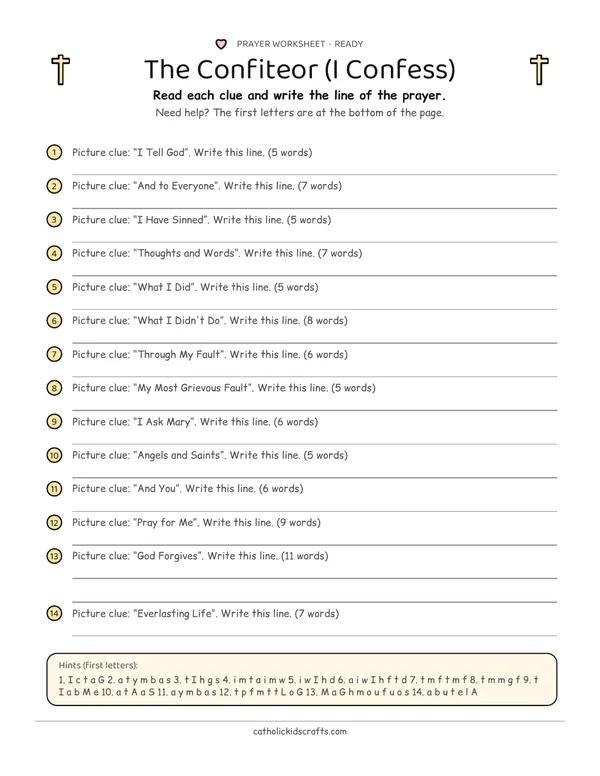 PRAYER WORKSHEET · READY
The Confiteor (I Confess)
Read each clue and write the line of the prayer.
Need help? The first letters are at the bottom of the page.
1 Picture clue: “I Tell God”. Write this line. (5 words)
2 Picture clue: “And to Everyone”. Write this line. (7 words)
3 Picture clue: “I Have Sinned”. Write this line. (5 words)
4 Picture clue: “Thoughts and Words”. Write this line. (7 words)
5 Picture clue: “What I Did”. Write this line. (5 words)
6 Picture clue: “What I Didn't Do”. Write this line. (8 words)
7 Picture clue: “Through My Fault”. Write this line. (6 words)
8 Picture clue: “My Most Grievous Fault”. Write this line. (5 words)
9 Picture clue: “I Ask Mary”. Write this line. (6 words)
10 Picture clue: “Angels and Saints”. Write this line. (5 words)
11 Picture clue: “And You”. Write this line. (6 words)
12 Picture clue: “Pray for Me”. Write this line. (9 words)
13 Picture clue: “God Forgives”. Write this line. (11 words)
14 Picture clue: “Everlasting Life”. Write this line. (7 words)
Hints (first letters):
1. I c t a G 2. a t y m b a s 3. t I h g s 4. i m t a i m w 5. i w I h d 6. a i w I h f t d 7. t m f t m f 8. t m m g f 9. t
I a b M e 10. a t A a S 11. a y m b a s 12. t p f m t t L o G 13. M a G h m o u f u o s 14. a b u t e l A
catholickidscrafts.com